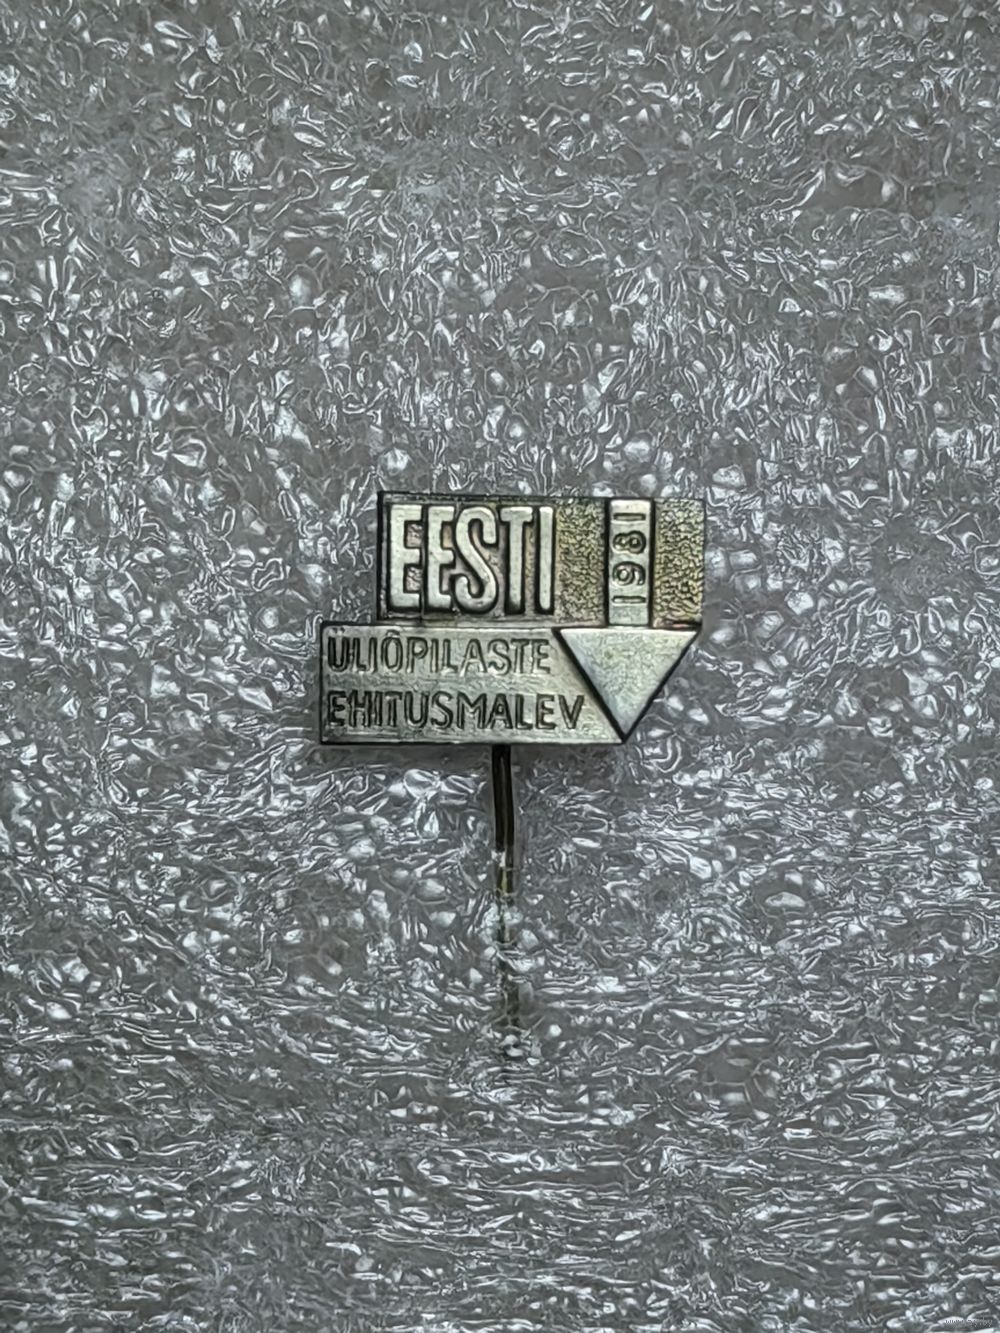 EESTI
1981
ÜLIÕPILASTE
EHITUSMALEV